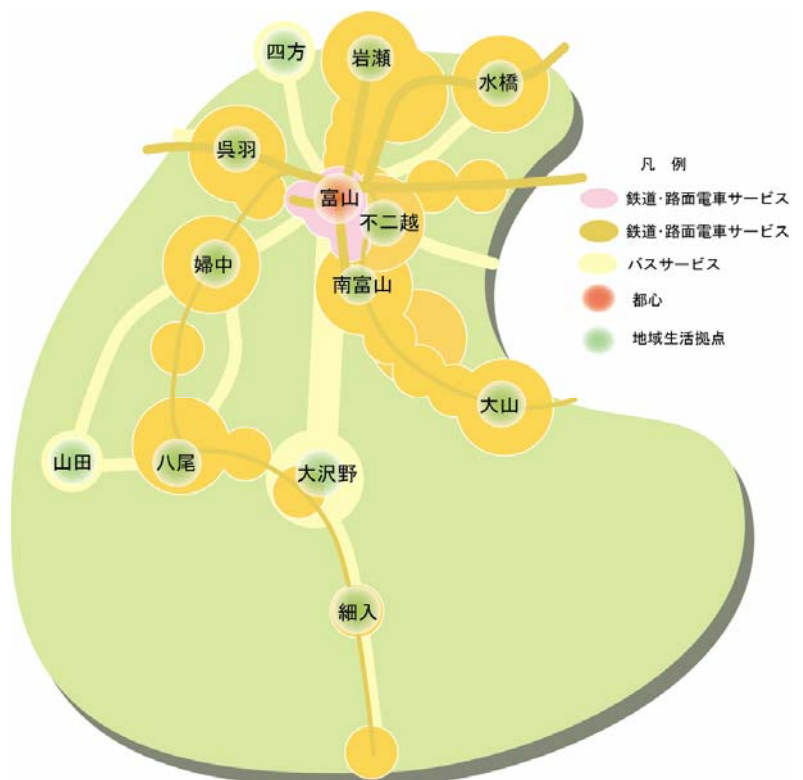 四方
岩瀬
水橋
呉羽
富山
不二越
婦中
南富山
大山
山田
八尾
大沢野
細入
凡 例
鉄道・路面電車サービス
鉄道・路面電車サービス
バスサービス
都心
地域生活拠点